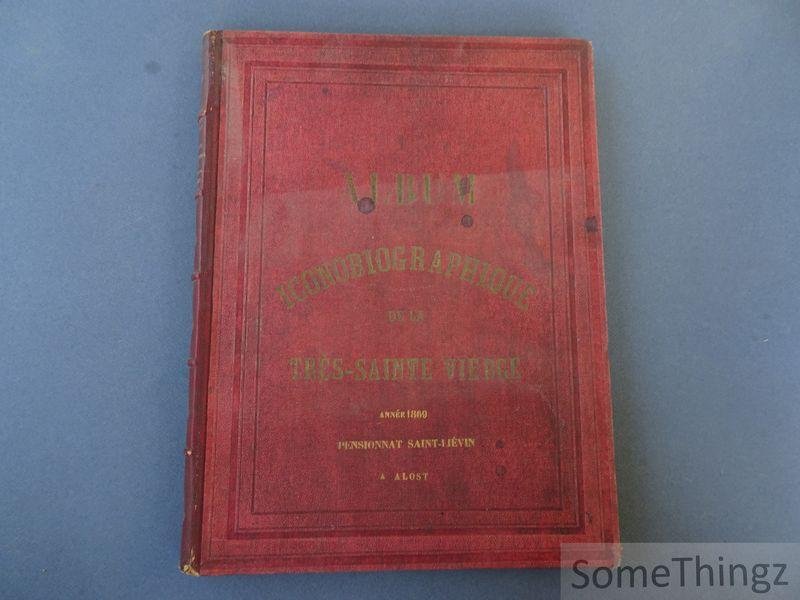 ALBUM
ICONOBIOGRAPHIQUE
DE LA
TRÈS-SAINTE VIERGE
ANNÉE 1869
PENSIONNAT SAINT-LIÉVIN
A ALOST
SomeThingz